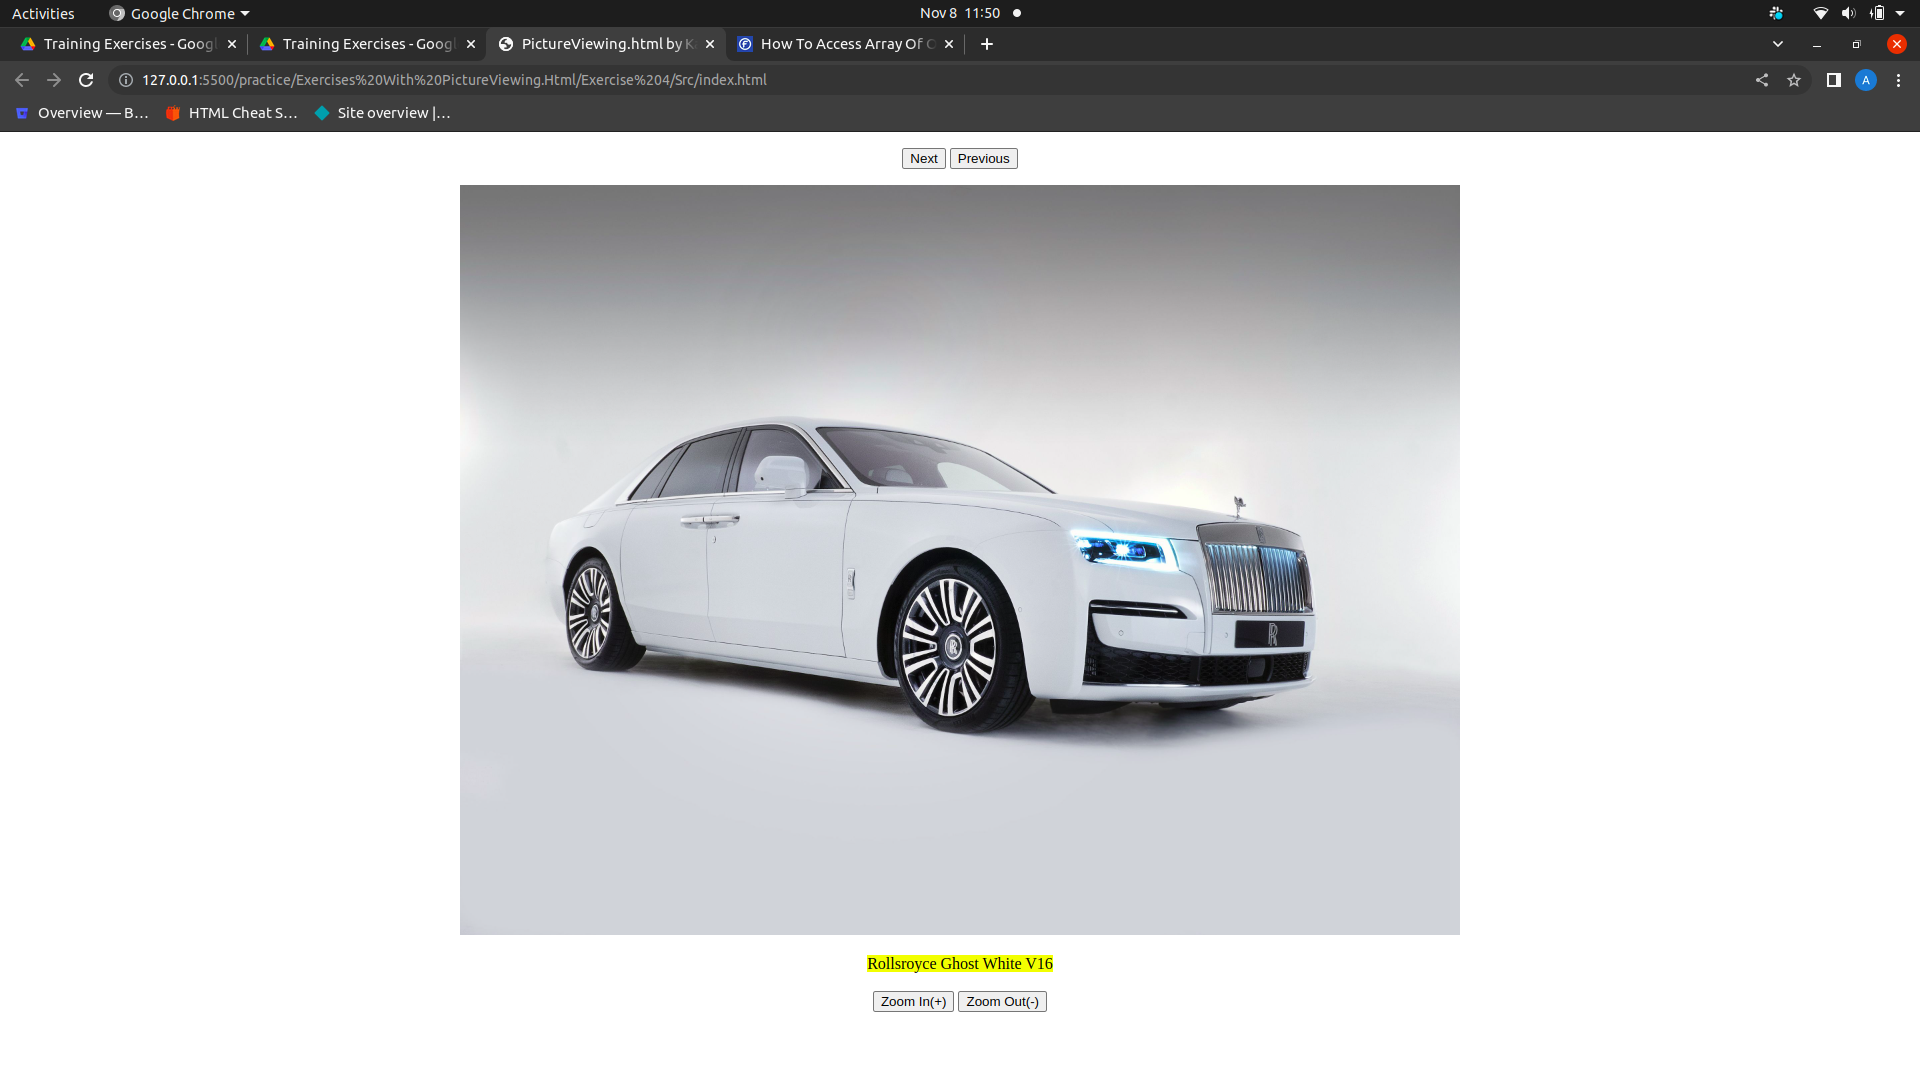 Activities Google Chrome Nov 8 11:50
Training Exercises - Googl Training Exercises - Googl PictureViewing.html by K How To Access Array Of O
127.0.0.1:5500/practice/Exercises%20With%20PictureViewing.Html/Exercise%204/Src/index.html A
Overview — B… HTML Cheat S… Site overview |…
Next Previous
Rollsroyce Ghost White V16
Zoom In(+) Zoom Out(-)